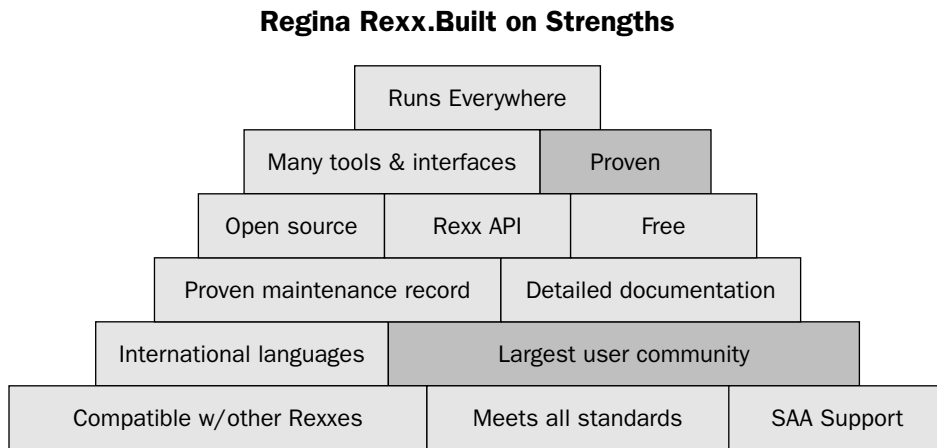 Regina Rexx.Built on Strengths
Runs Everywhere
Many tools & interfaces Proven
Open source Rexx API Free
Proven maintenance record Detailed documentation
International languages Largest user community
Compatible w/other Rexxes Meets all standards SAA Support